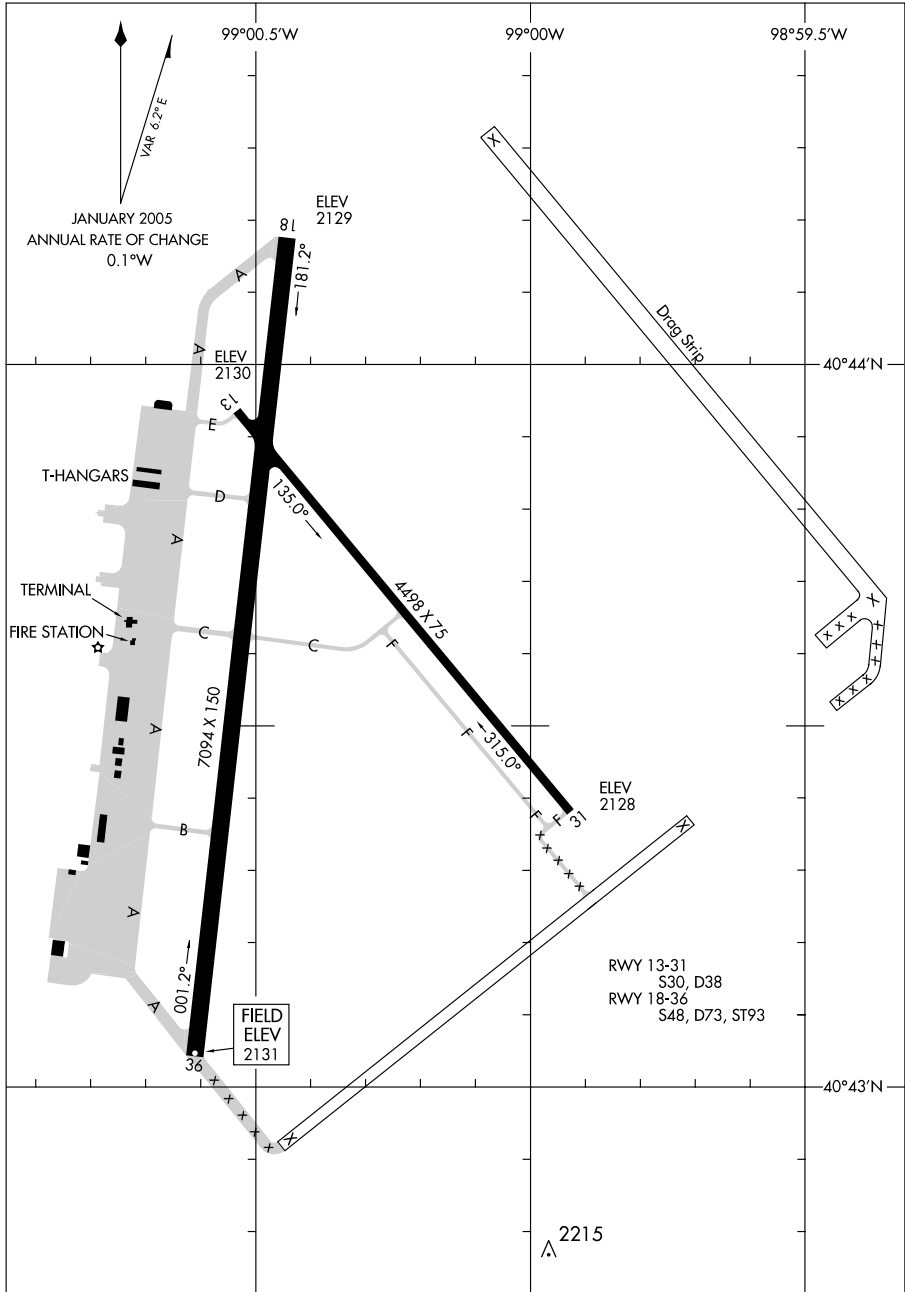 99°00.5'W
99°00'W
98°59.5'W
VAR 6.2° E
JANUARY 2005
ANNUAL RATE OF CHANGE
0.1°W
ELEV
2129
18
181.2°
A
A
Drag Strip
ELEV
2130
40°44'N
13
E
T-HANGARS
D
135.0°
A
4498 X 75
TERMINAL
FIRE STATION
C
C
F
7094 X 150
A
F
315.0°
ELEV
2128
F
F
31
B
A
RWY 13-31
S30, D38
RWY 18-36
S48, D73, ST93
001.2°
A
FIELD
ELEV
2131
36
40°43'N
2215
X
X
X
X
x x x
x x x
x x x
x x x x x
x x x x x